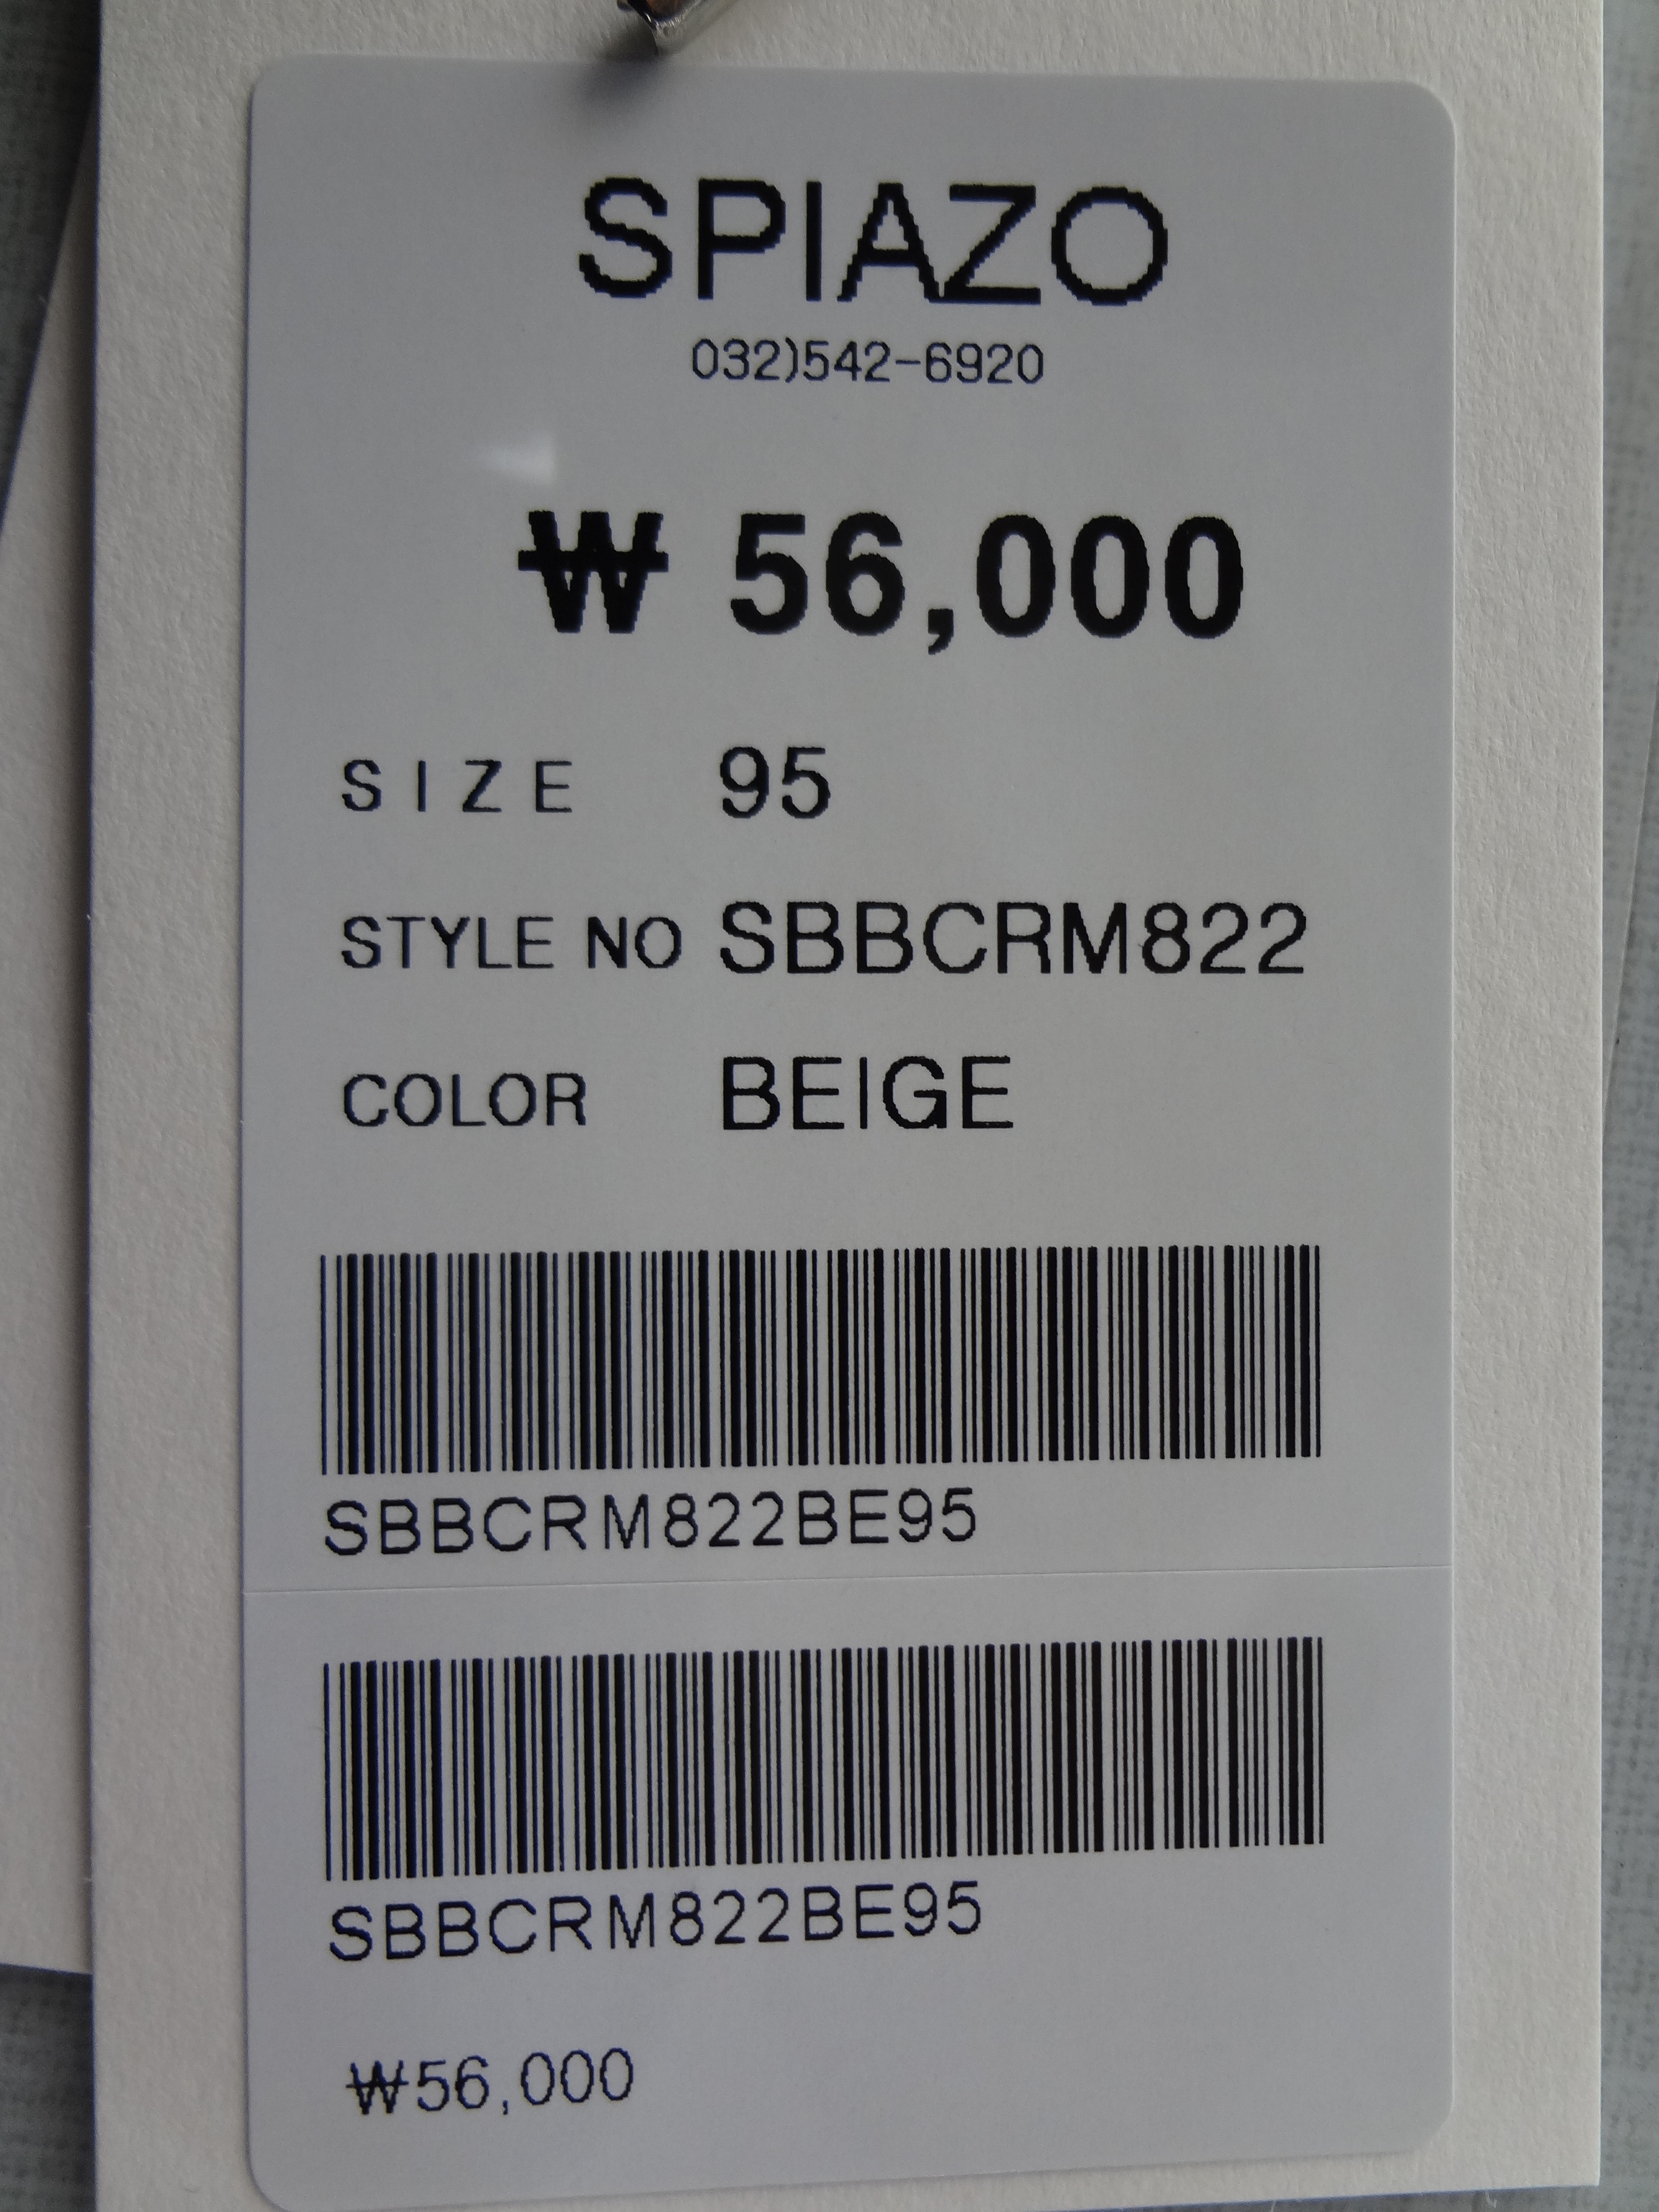 SPIAZO
032)542-6920
₩ 56,000
SIZE 95
STYLE NO SBBCRM822
COLOR BEIGE
SBBCRM822BE95
SBBCRM822BE95
₩56,000